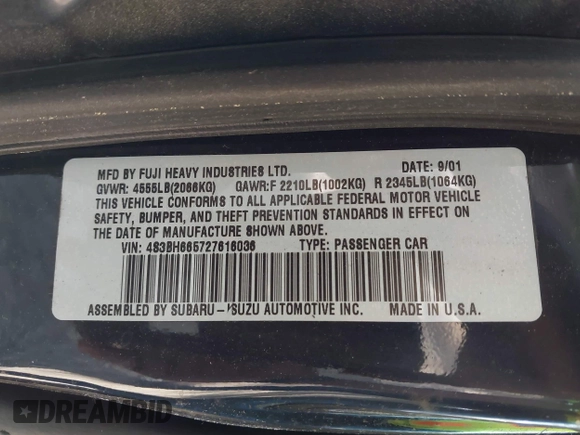 MFD BY FUJI HEAVY INDUSTRIES LTD. DATE: 9/01
GVWR: 4555LB(2066KG) GAWR:F 2210LB(1002KG) R 2345LB(1064KG)
THIS VEHICLE CONFORMS TO ALL APPLICABLE FEDERAL MOTOR VEHICLE
SAFETY, BUMPER, AND THEFT PREVENTION STANDARDS IN EFFECT ON
THE DATE OF MANUFACTURE SHOWN ABOVE.
VIN: 4S3BH665727616036 TYPE: PASSENGER CAR
ASSEMBLED BY SUBARU-ISUZU AUTOMOTIVE INC. MADE IN U.S.A.
DREAMBID